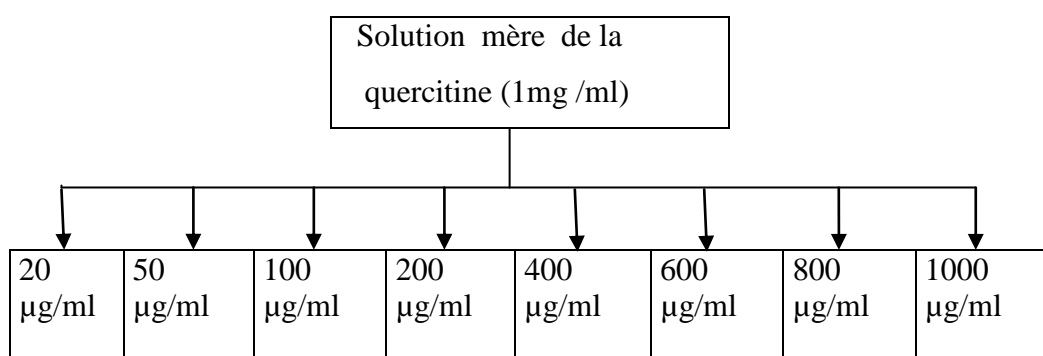 Solution mère de la
quercitine (1mg /ml)
20 µg/ml
50 µg/ml
100 µg/ml
200 µg/ml
400 µg/ml
600 µg/ml
800 µg/ml
1000 µg/ml